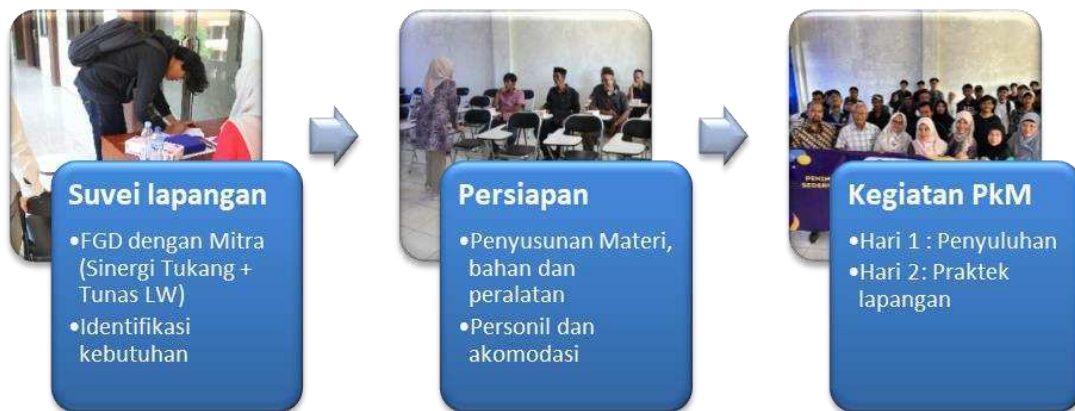 Suvei lapangan
•FGD dengan Mitra
(Sinergi Tukang +
Tunas LW)
•Identifikasi
kebutuhan
Persiapan
•Penyusunan Materi,
bahan dan
peralatan
•Personil dan
akomodasi
Kegiatan PkM
•Hari 1 : Penyuluhan
•Hari 2: Praktek
lapangan